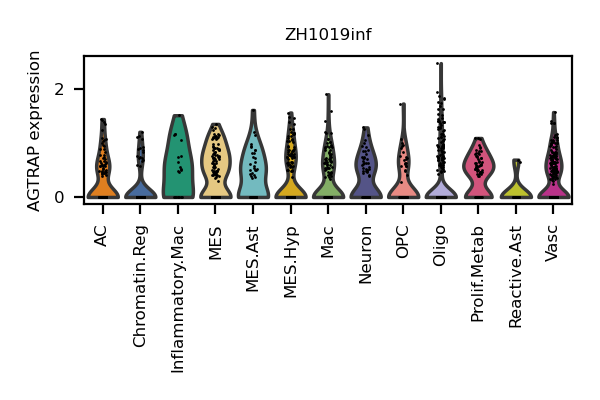 ZH1019inf
AGTRAP expression
2
0
AC
Chromatin.Reg
Inflammatory.Mac
MES
MES.Ast
MES.Hyp
Mac
Neuron
OPC
Oligo
Prolif.Metab
Reactive.Ast
Vasc